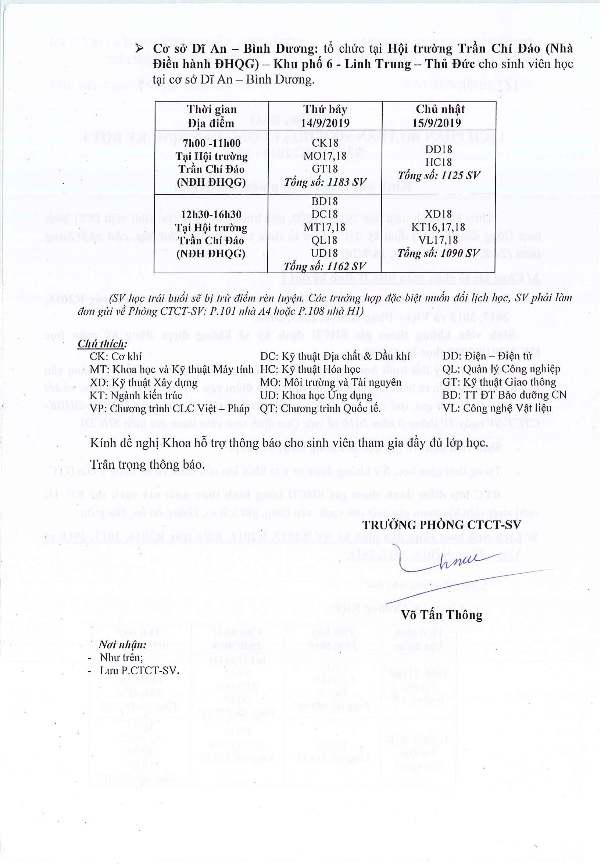 ➢ Cơ sở Dĩ An – Bình Dương: tổ chức tại Hội trường Trần Chí Đáo (Nhà
Điều hành ĐHQG) – Khu phố 6 - Linh Trung – Thủ Đức cho sinh viên học
tại cơ sở Dĩ An – Bình Dương.
Thời gian
Địa điểm
Thứ bảy
14/9/2019
Chủ nhật
15/9/2019
7h00 -11h00
Tại Hội trường
Trần Chí Đáo
(NĐH ĐHQG)
CK18
MO17,18
GT18
Tổng số: 1183 SV
DD18
HC18
Tổng số: 1125 SV
12h30-16h30
Tại Hội trường
Trần Chí Đáo
(NĐH ĐHQG)
BD18
DC18
MT17,18
QL18
UD18
Tổng số: 1162 SV
XD18
KT16,17,18
VL17,18
Tổng số: 1090 SV
(SV học trái buổi sẽ bị trừ điểm rèn luyện. Các trường hợp đặc biệt muốn đổi lịch học, SV phải làm
đơn gửi về Phòng CTCT-SV: P.101 nhà A4 hoặc P.108 nhà H1)
Chú thích:
CK: Cơ khí DC: Kỹ thuật Địa chất & Dầu khí DD: Điện – Điện tử
MT: Khoa học và Kỹ thuật Máy tính HC: Kỹ thuật Hóa học QL: Quản lý Công nghiệp
XD: Kỹ thuật Xây dựng MO: Môi trường và Tài nguyên GT: Kỹ thuật Giao thông
KT: Ngành kiến trúc UD: Khoa học Ứng dụng BD: TT ĐT Bảo dưỡng CN
VP: Chương trình CLC Việt – Pháp QT: Chương trình Quốc tế. VL: Công nghệ Vật liệu
Kính đề nghị Khoa hỗ trợ thông báo cho sinh viên tham gia đầy đủ lớp học.
Trân trọng thông báo.
TRƯỞNG PHÒNG CTCT-SV
Võ Tấn Thông
Nơi nhận:
- Như trên;
- Lưu P.CTCT-SV.